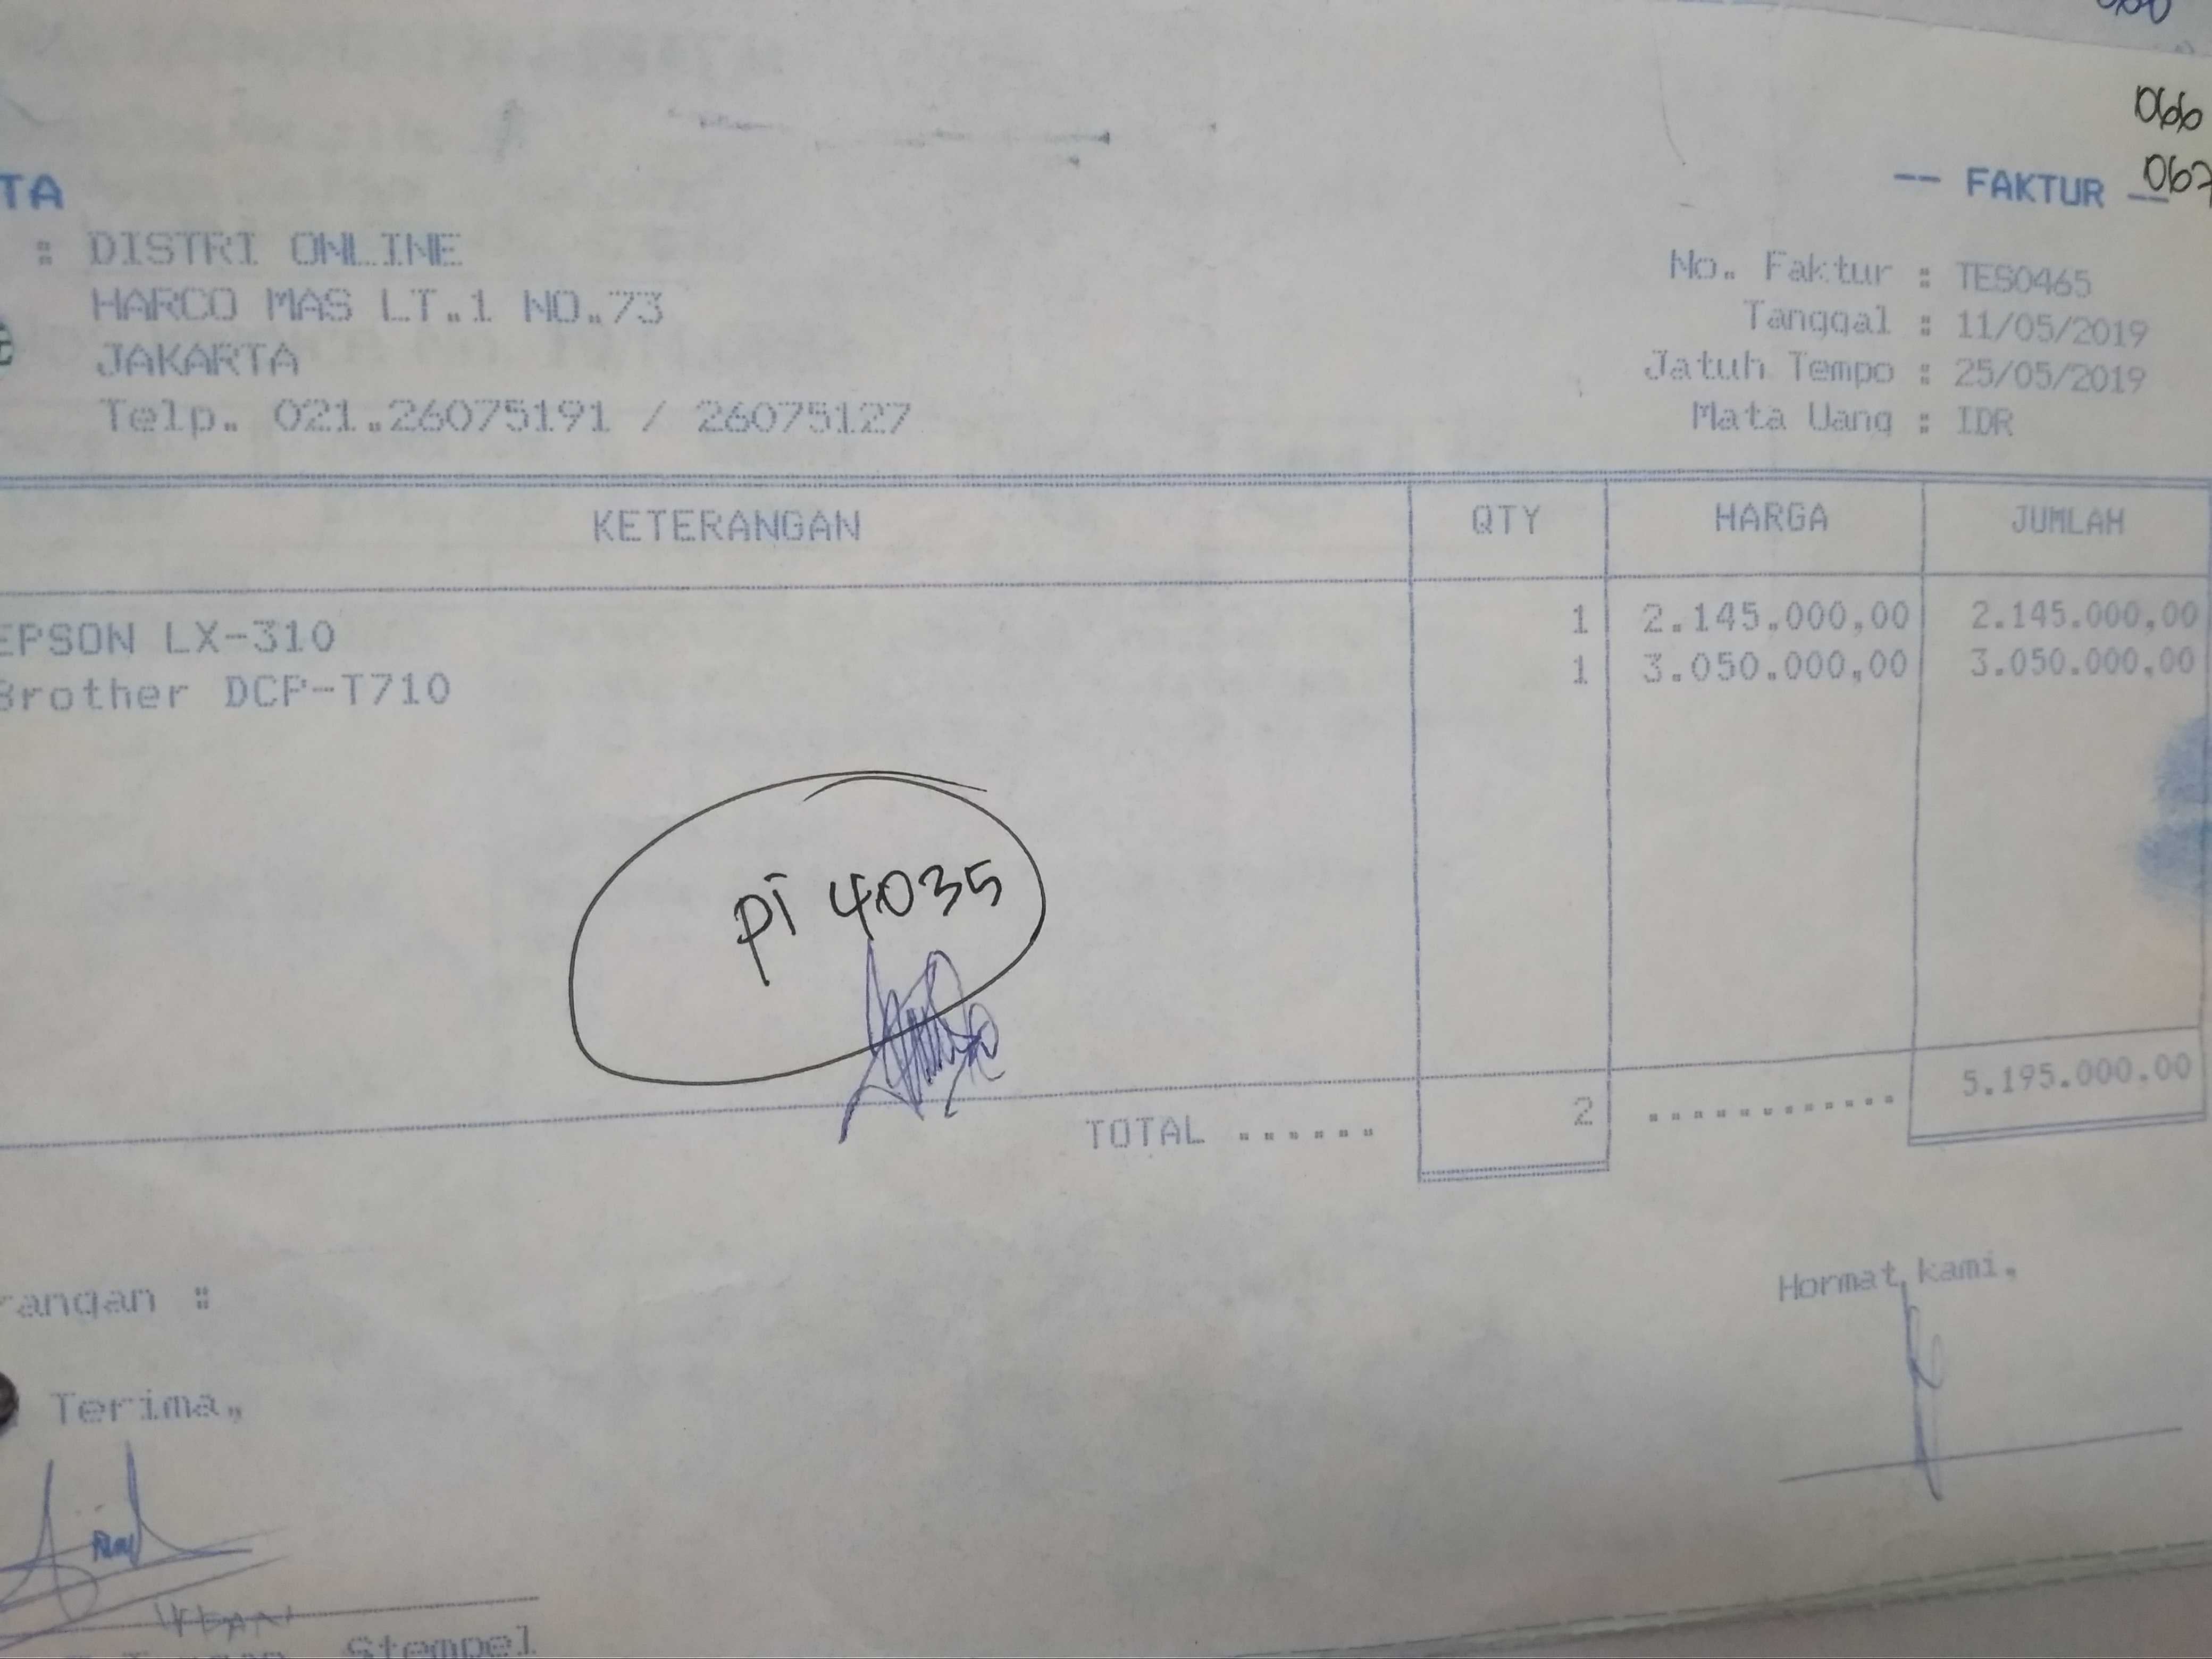 066
067
TA
-- FAKTUR --
: DISTRI ONLINE
HARCO MAS LT.1 NO.73
JAKARTA
Telp. 021.26075191 / 26075127
No. Faktur : TES0465
Tanggal : 11/05/2019
Jatuh Tempo : 25/05/2019
Mata Uang : IDR
KETERANGAN QTY HARGA JUMLAH
EPSON LX-310 1 2.145.000,00 2.145.000,00
Brother DCP-T710 1 3.050.000,00 3.050.000,00
Pi 4035
TOTAL ...... 2 ............ 5.195.000.00
rangan :
Hormat kami,
Terima,
Stempel